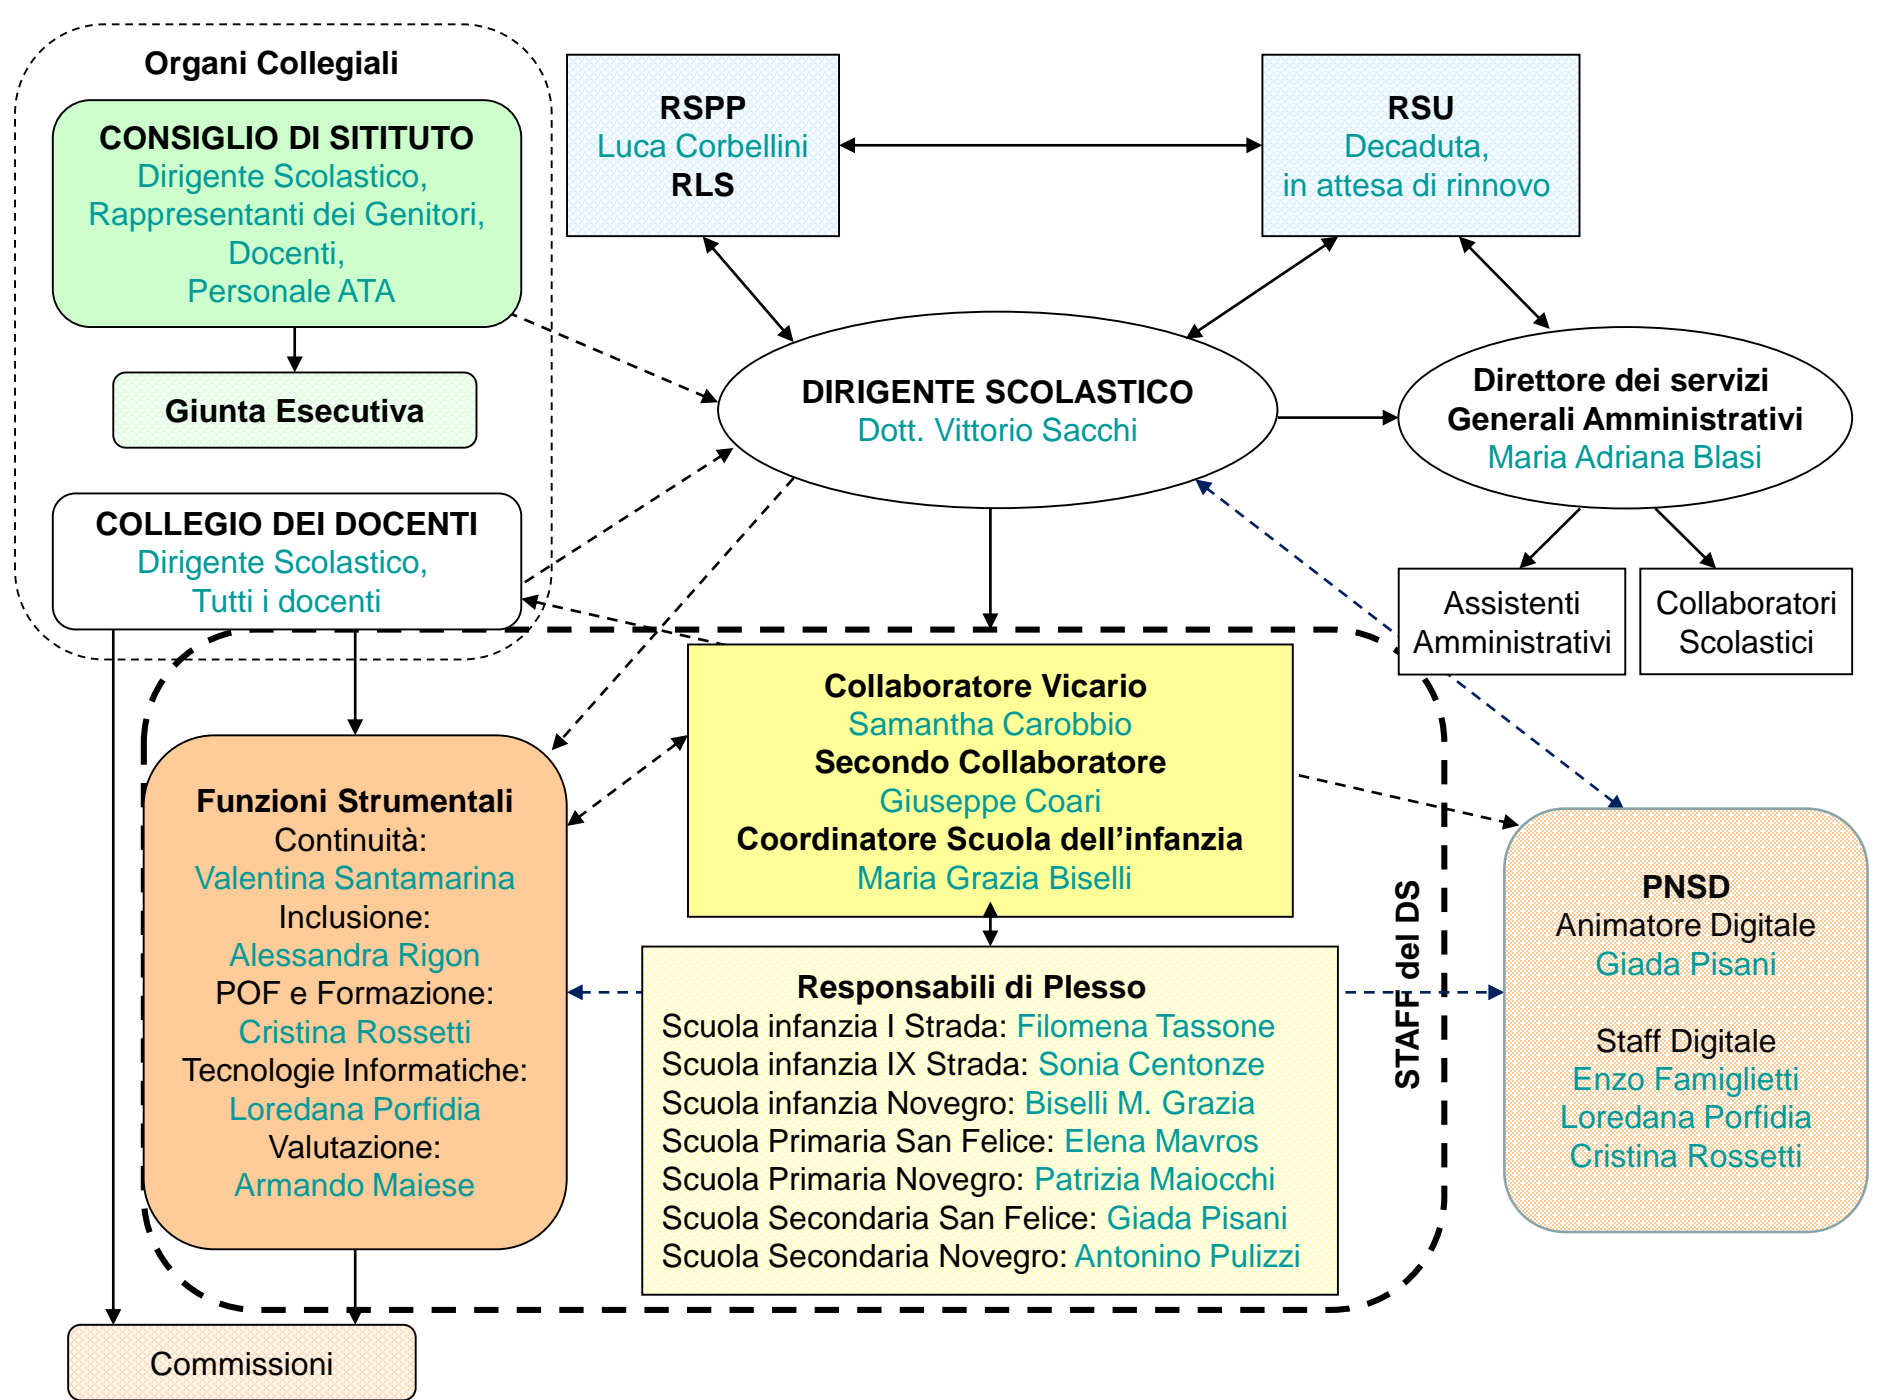 Organi Collegiali
CONSIGLIO DI SITITUTO
Dirigente Scolastico,
Rappresentanti dei Genitori,
Docenti,
Personale ATA
Giunta Esecutiva
COLLEGIO DEI DOCENTI
Dirigente Scolastico,
Tutti i docenti
RSPP
Luca Corbellini
RLS
RSU
Decaduta,
in attesa di rinnovo
DIRIGENTE SCOLASTICO
Dott. Vittorio Sacchi
Direttore dei servizi
Generali Amministrativi
Maria Adriana Blasi
Assistenti
Amministrativi
Collaboratori
Scolastici
Collaboratore Vicario
Samantha Carobbio
Secondo Collaboratore
Giuseppe Coari
Coordinatore Scuola dell'infanzia
Maria Grazia Biselli
Funzioni Strumentali
Continuità:
Valentina Santamarina
Inclusione:
Alessandra Rigon
POF e Formazione:
Cristina Rossetti
Tecnologie Informatiche:
Loredana Porfidia
Valutazione:
Armando Maiese
Responsabili di Plesso
Scuola infanzia I Strada: Filomena Tassone
Scuola infanzia IX Strada: Sonia Centonze
Scuola infanzia Novegro: Biselli M. Grazia
Scuola Primaria San Felice: Elena Mavros
Scuola Primaria Novegro: Patrizia Maiocchi
Scuola Secondaria San Felice: Giada Pisani
Scuola Secondaria Novegro: Antonino Pulizzi
STAFF del DS
PNSD
Animatore Digitale
Giada Pisani
Staff Digitale
Enzo Famiglietti
Loredana Porfidia
Cristina Rossetti
Commissioni